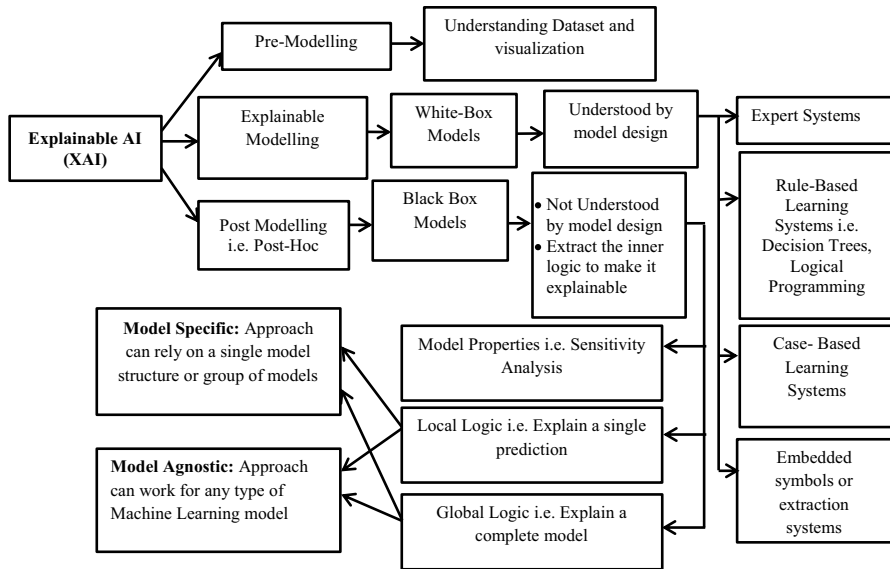 Pre-Modelling
Understanding Dataset and
visualization
Explainable AI
(XAI)
Explainable
Modelling
White-Box
Models
Understood by
model design
Expert Systems
Post Modelling
i.e. Post-Hoc
Black Box
Models
• Not Understood
by model design
• Extract the inner
logic to make it
explainable
Rule-Based
Learning
Systems i.e.
Decision Trees,
Logical
Programming
Model Specific: Approach
can rely on a single model
structure or group of models
Model Properties i.e. Sensitivity
Analysis
Case- Based
Learning
Systems
Local Logic i.e. Explain a single
prediction
Model Agnostic: Approach
can work for any type of
Machine Learning model
Global Logic i.e. Explain a
complete model
Embedded
symbols or
extraction
systems